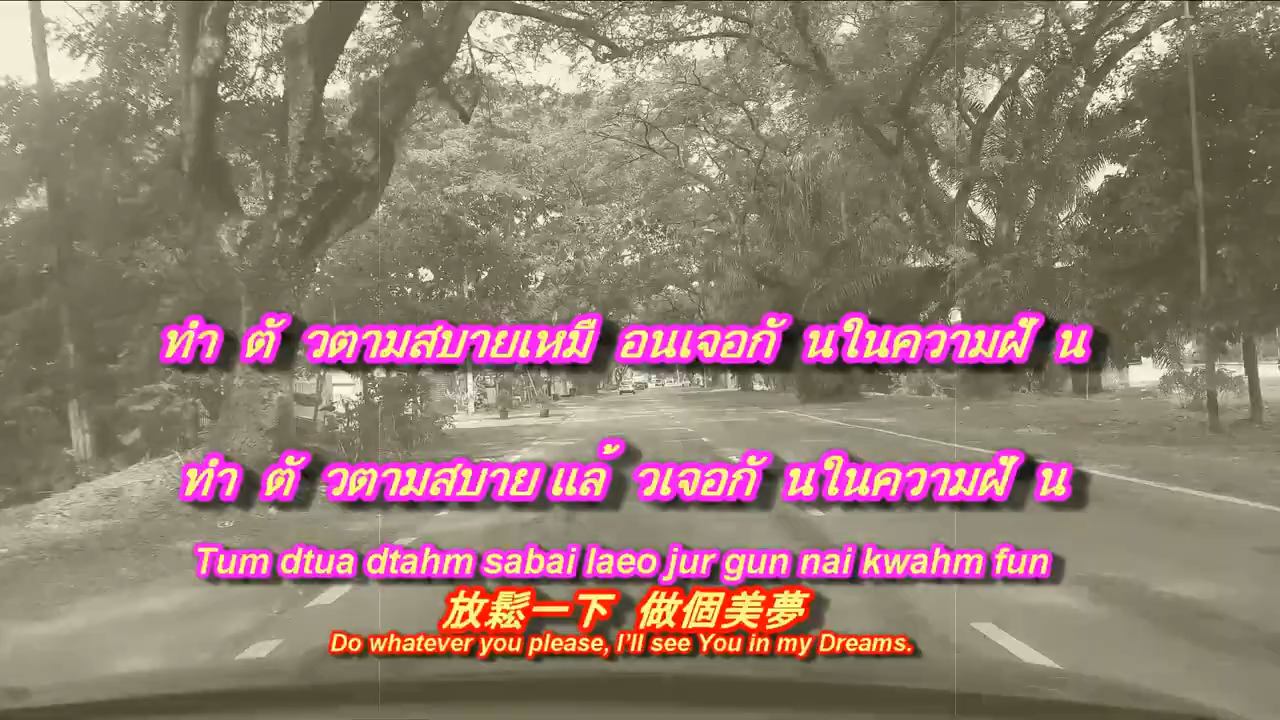 ทำ ตั วตามสบายเหมื อนเจอกั นในความฝั น
ทำ ตั วตามสบาย แล้ วเจอกั นในความฝั น
Tum dtua dtahm sabai laeo jur gun nai kwahm fun
放鬆一下 做個美夢
Do whatever you please, I'll see You in my Dreams.